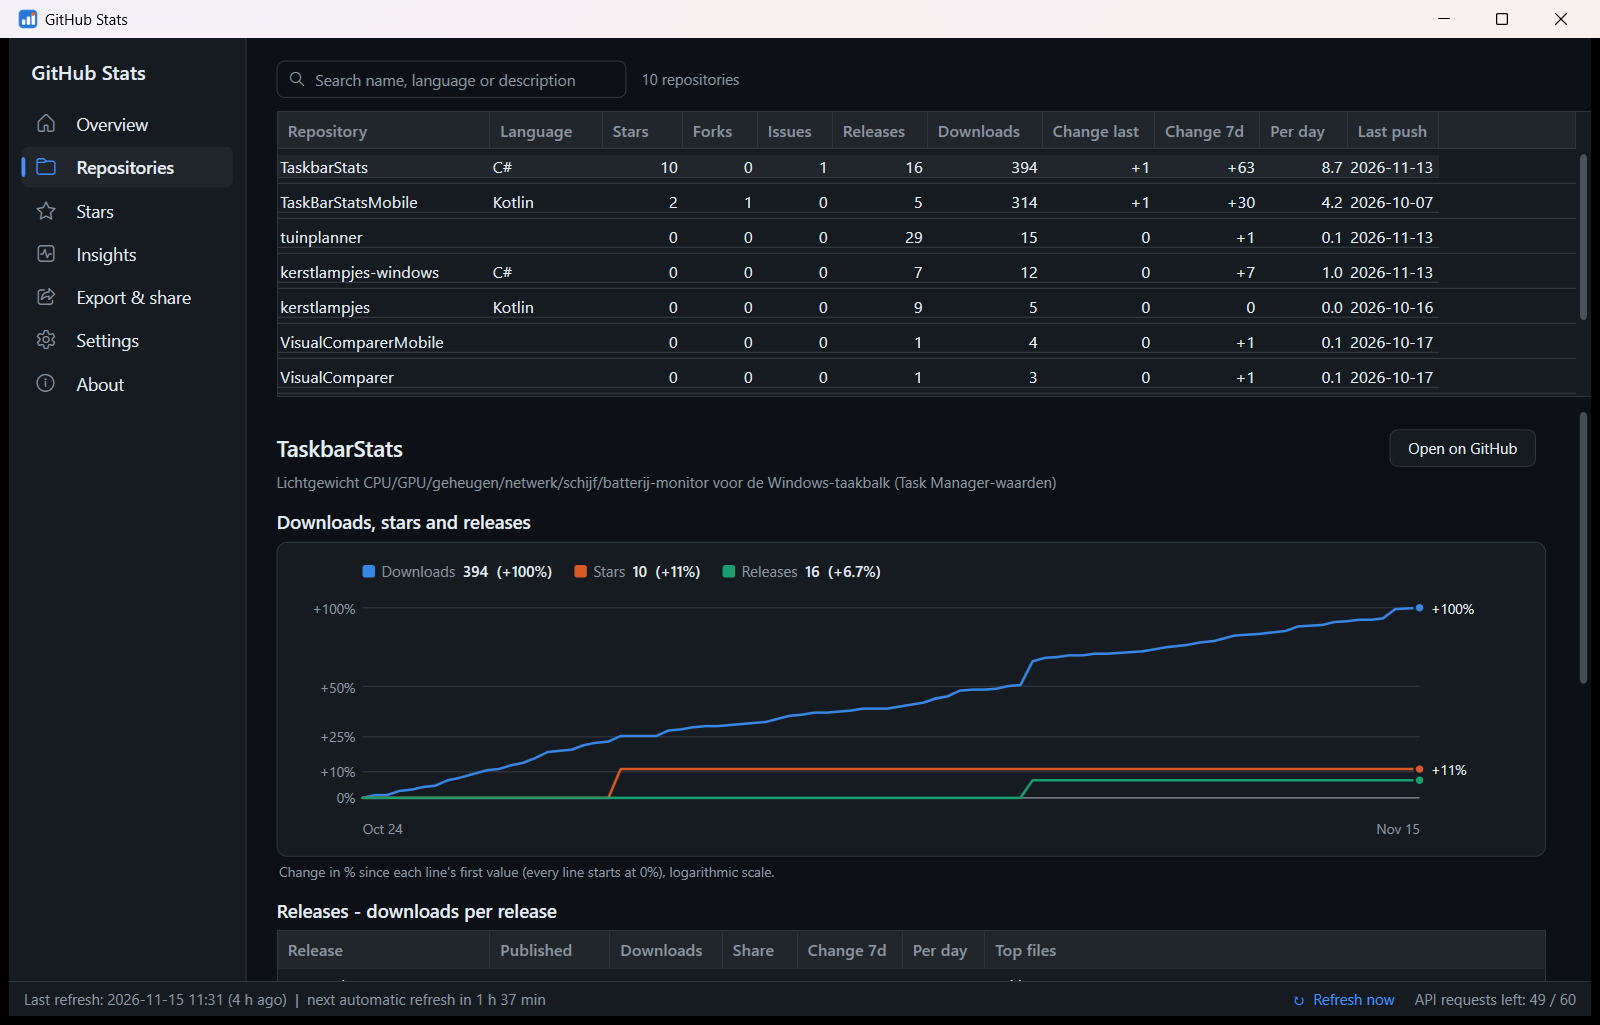 GitHub Stats
GitHub Stats
Overview
Repositories
Stars
Insights
Export & share
Settings
About
Search name, language or description 10 repositories
Repository Language Stars Forks Issues Releases Downloads Change last Change 7d Per day Last push
TaskbarStats C# 10 0 1 16 394 +1 +63 8.7 2026-11-13
TaskBarStatsMobile Kotlin 2 1 0 5 314 +1 +30 4.2 2026-10-07
tuinplanner 0 0 0 29 15 0 +1 0.1 2026-11-13
kerstlampjes-windows C# 0 0 0 7 12 0 +7 1.0 2026-11-13
kerstlampjes Kotlin 0 0 0 9 5 0 0 0.0 2026-10-16
VisualComparerMobile 0 0 0 1 4 0 +1 0.1 2026-10-17
VisualComparer 0 0 0 1 3 0 +1 0.1 2026-10-17
TaskbarStats Open on GitHub
Lichtgewicht CPU/GPU/geheugen/netwerk/schijf/batterij-monitor voor de Windows-taakbalk (Task Manager-waarden)
Downloads, stars and releases
Downloads 394 (+100%) Stars 10 (+11%) Releases 16 (+6.7%)
+100% +100%
+50%
+25%
+10% +11%
0%
Oct 24 Nov 15
Change in % since each line's first value (every line starts at 0%), logarithmic scale.
Releases - downloads per release
Release Published Downloads Share Change 7d Per day Top files
Last refresh: 2026-11-15 11:31 (4 h ago) | next automatic refresh in 1 h 37 min ↻ Refresh now API requests left: 49 / 60